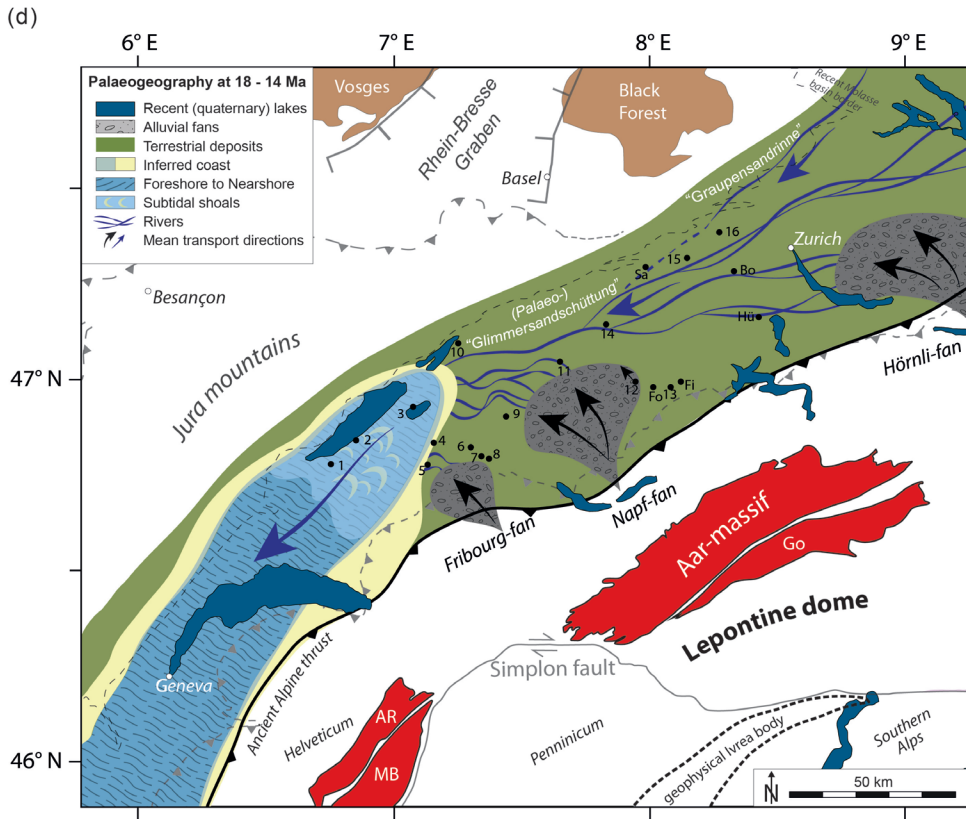 (d)
6° E
7° E
8° E
9° E
Palaeogeography at 18 - 14 Ma
Recent (quaternary) lakes
Alluvial fans
Terrestrial deposits
Inferred coast
Foreshore to Nearshore
Subtidal shoals
Rivers
Mean transport directions
Vosges
Black
Forest
Rhein-Bresse
Graben
Recent Molasse
basin border
Basel
"Graupensandrinne"
Besançon
Zurich
16
15
Sa
Bo
(Palaeo-)
"Glimmersandschüttung"
Hü
14
10
Jura mountains
47° N
11
12
Fo
13
Fi
Hörnli-fan
3
9
2
4
6
1
5
7
8
Napf-fan
Fribourg-fan
Aar-massif
Go
Lepontine dome
Simplon fault
Geneva
Ancient Alpine thrust
Helveticum
AR
MB
Penninicum
geophysical Ivrea body
Southern
Alps
46° N
N
50 km